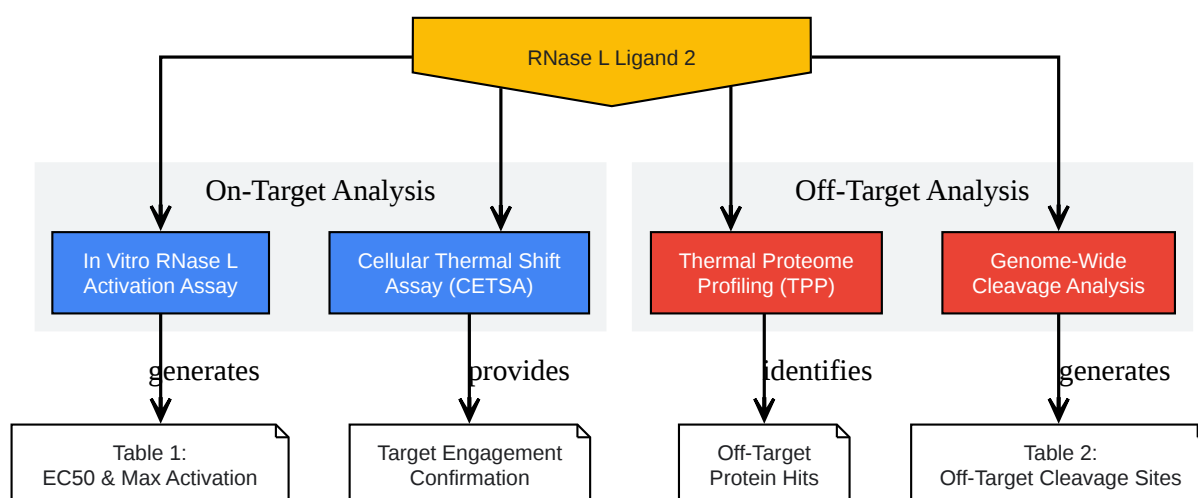 RNase L Ligand 2
On-Target Analysis
Off-Target Analysis
In Vitro RNase L
Activation Assay
Cellular Thermal Shift
Assay (CETSA)
Thermal Proteome
Profiling (TPP)
Genome-Wide
Cleavage Analysis
generates
provides
identifies
generates
Table 1:
EC50 & Max Activation
Target Engagement
Confirmation
Off-Target
Protein Hits
Table 2:
Off-Target Cleavage Sites